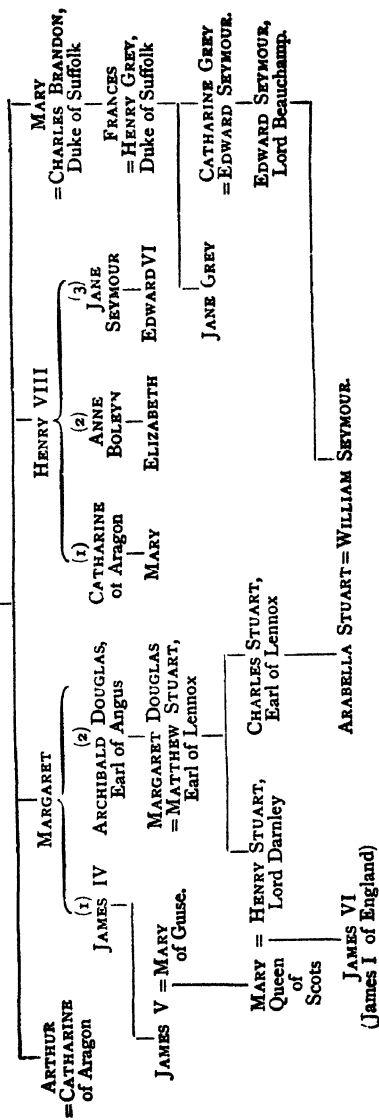 ARTHUR
=CATHARINE
of Aragon
MARGARET
(1)
JAMES IV
(2)
ARCHIBALD DOUGLAS,
Earl of Angus
HENRY VIII
(1)
CATHARINE
of Aragon
(2)
ANNE
BOLEYN
(3)
JANE
SEYMOUR
MARY
=CHARLES BRANDON,
Duke of Suffolk
JAMES V = MARY
of Guise.
MARGARET DOUGLAS
=MATTHEW STUART,
Earl of Lennox
MARY
ELIZABETH
EDWARD VI
FRANCES
=HENRY GREY,
Duke of Suffolk
MARY = HENRY STUART,
Queen Lord Darnley
of
Scots
CHARLES STUART,
Earl of Lennox
JANE GREY
CATHARINE GREY
=EDWARD SEYMOUR.
EDWARD SEYMOUR,
Lord Beauchamp.
JAMES VI
(James I of England)
ARABELLA STUART = WILLIAM SEYMOUR.